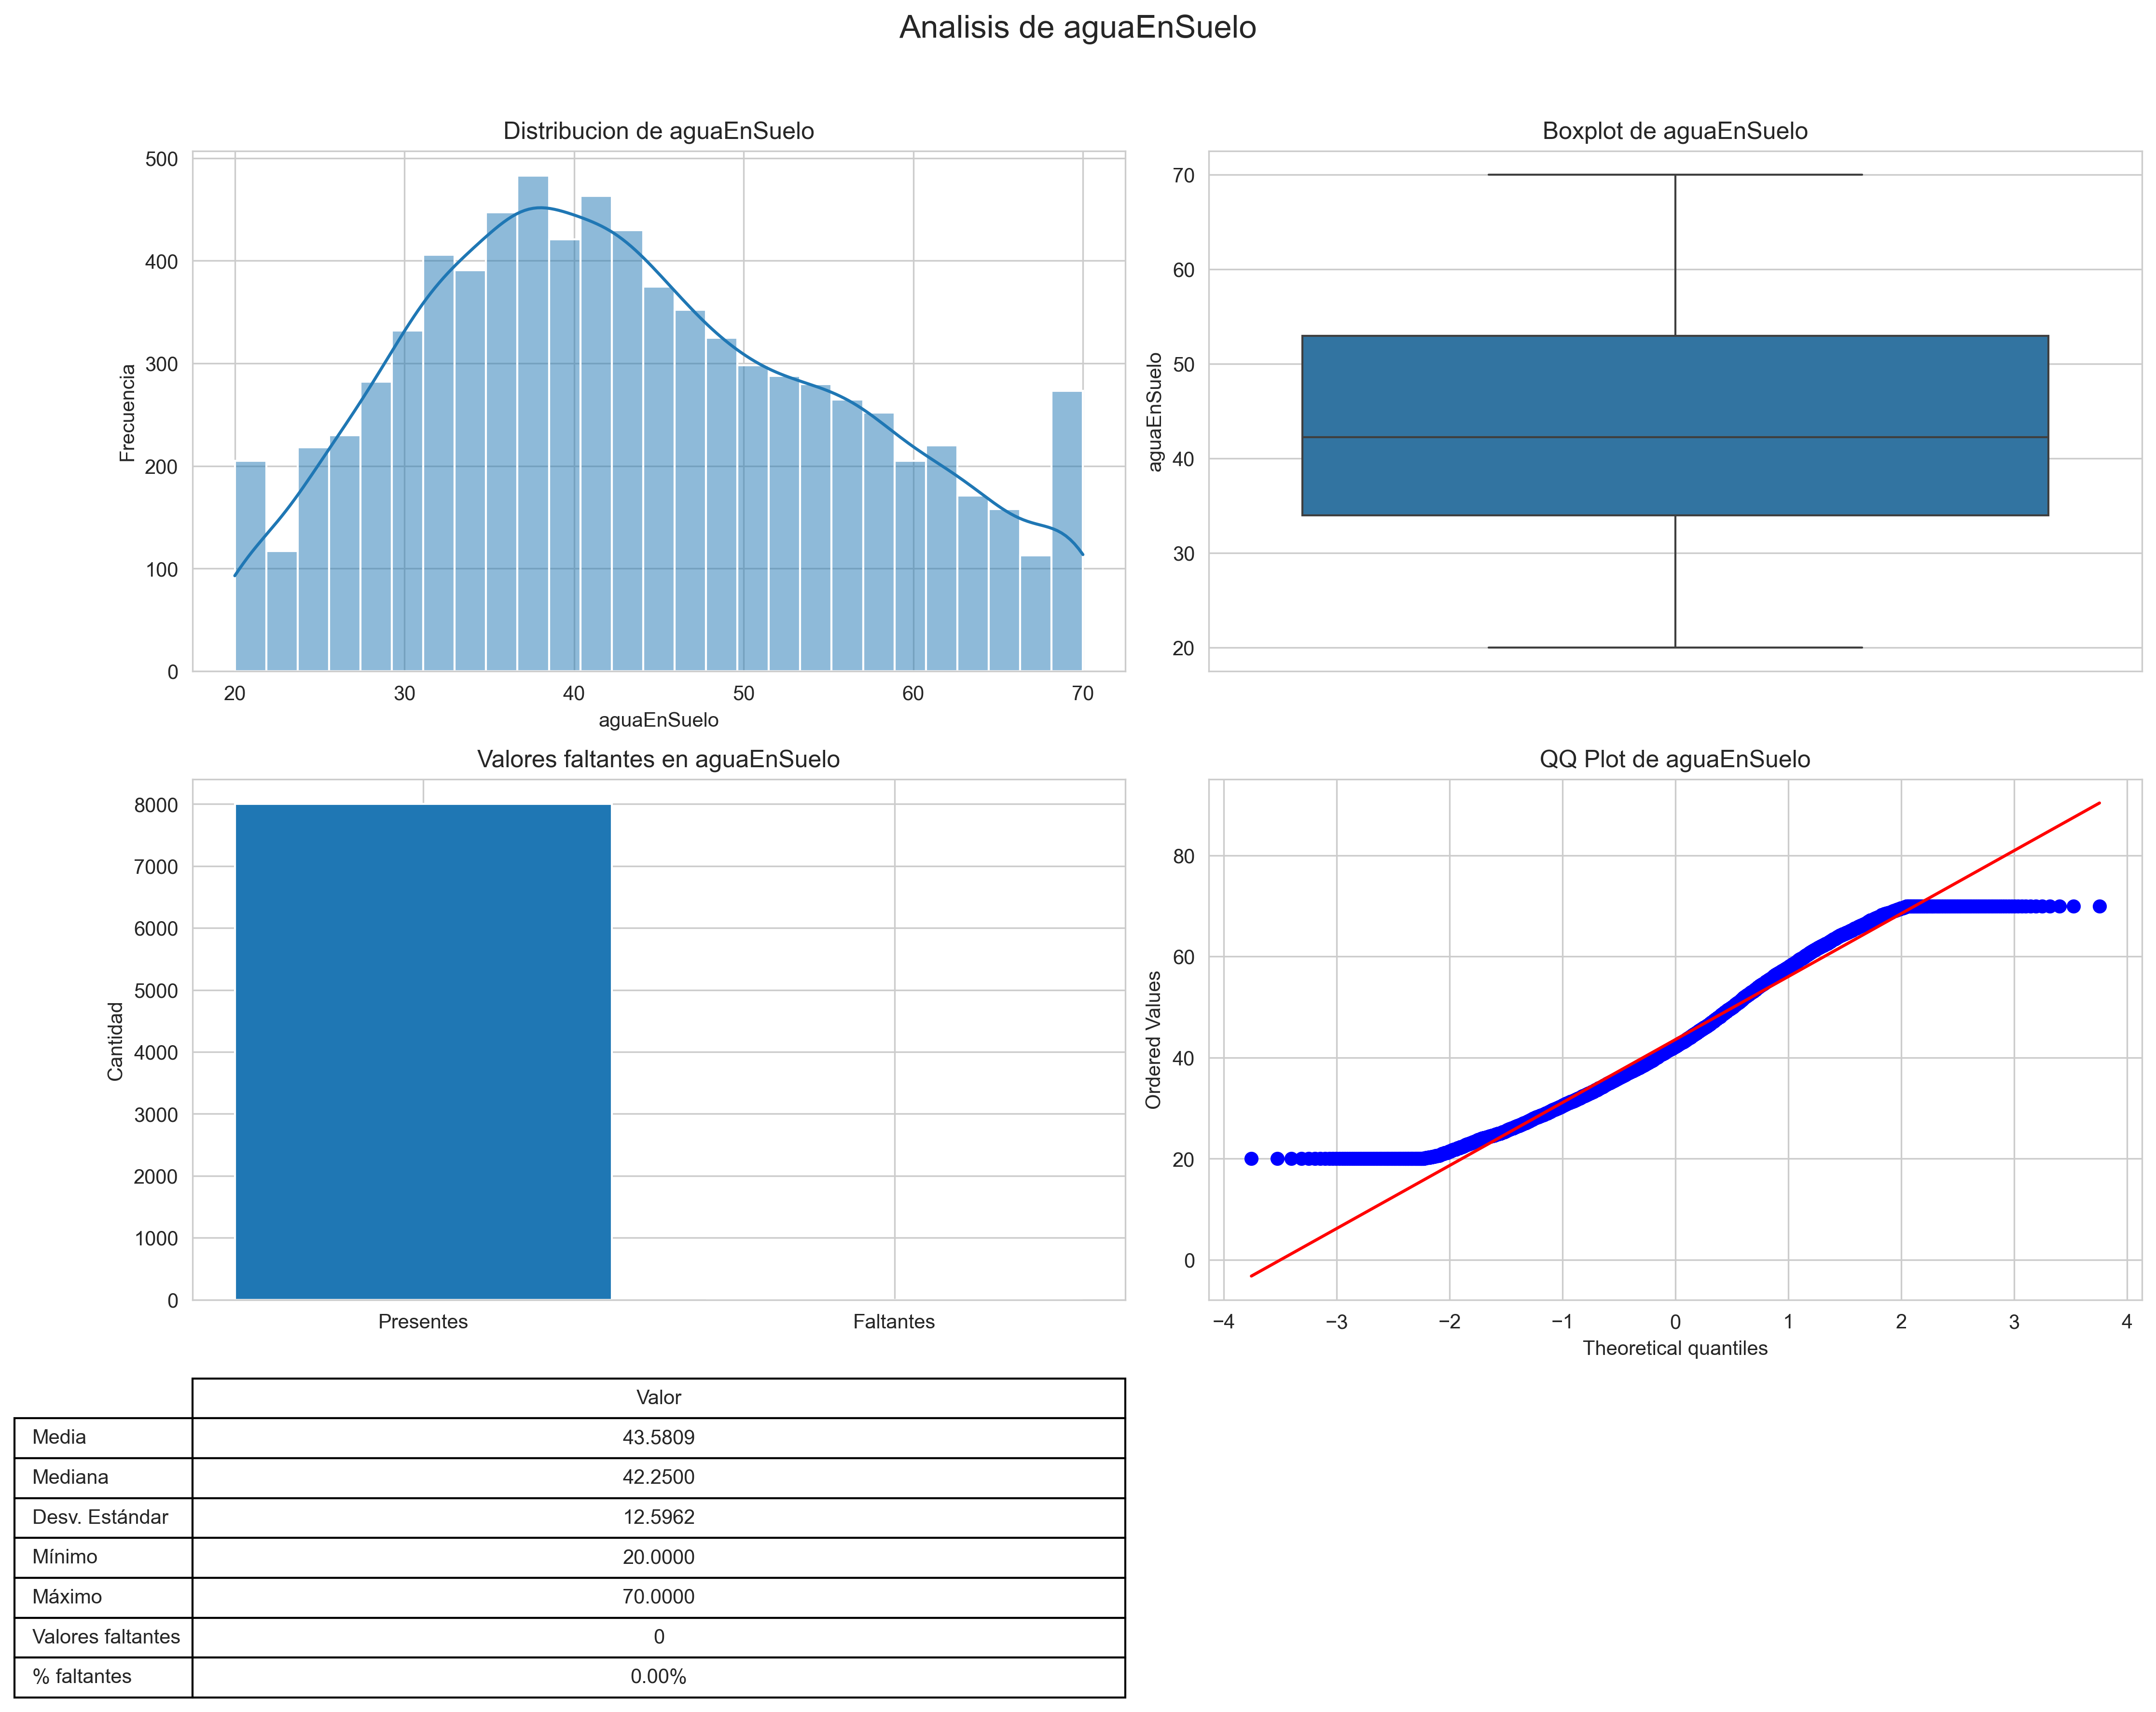 Analisis de aguaEnSuelo
Distribucion de aguaEnSuelo
Frecuencia
500
400
300
200
100
0
20 30 40 50 60 70
aguaEnSuelo
Boxplot de aguaEnSuelo
aguaEnSuelo
70
60
50
40
30
20
Valores faltantes en aguaEnSuelo
Cantidad
8000
7000
6000
5000
4000
3000
2000
1000
0
Presentes Faltantes
QQ Plot de aguaEnSuelo
Ordered Values
80
60
40
20
0
−4 −3 −2 −1 0 1 2 3 4
Theoretical quantiles
Valor
Media 43.5809
Mediana 42.2500
Desv. Estándar 12.5962
Mínimo 20.0000
Máximo 70.0000
Valores faltantes 0
% faltantes 0.00%